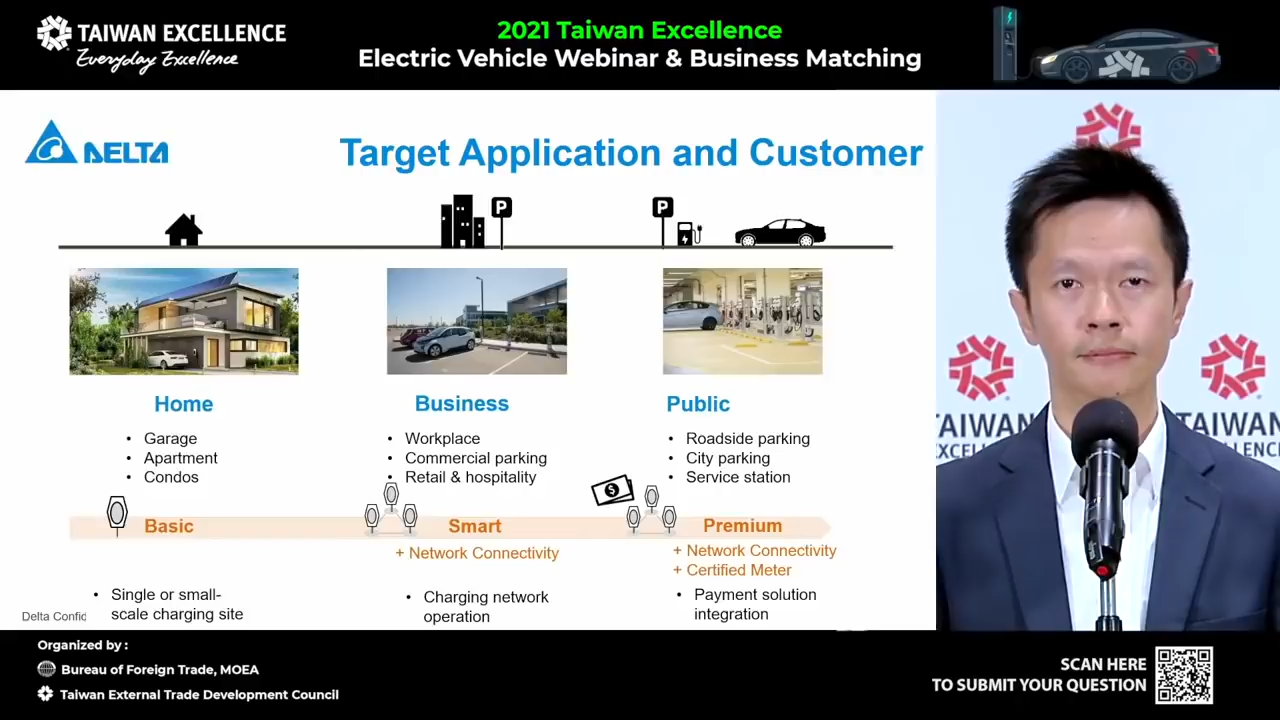 TAIWAN EXCELLENCE
Everyday Excellence
2021 Taiwan Excellence
Electric Vehicle Webinar & Business Matching
DELTA
Target Application and Customer
P
P
Home
Business
Public
• Garage
• Apartment
• Condos
• Workplace
• Commercial parking
• Retail & hospitality
• Roadside parking
• City parking
• Service station
$
Basic
Smart
Premium
+ Network Connectivity
+ Network Connectivity
+ Certified Meter
• Single or small-
scale charging site
• Charging network
operation
• Payment solution
integration
Delta Confid
TAIWAN
EXCELL
TAIWAN
ELLENCE
Organized by :
Bureau of Foreign Trade, MOEA
Taiwan External Trade Development Council
SCAN HERE
TO SUBMIT YOUR QUESTION